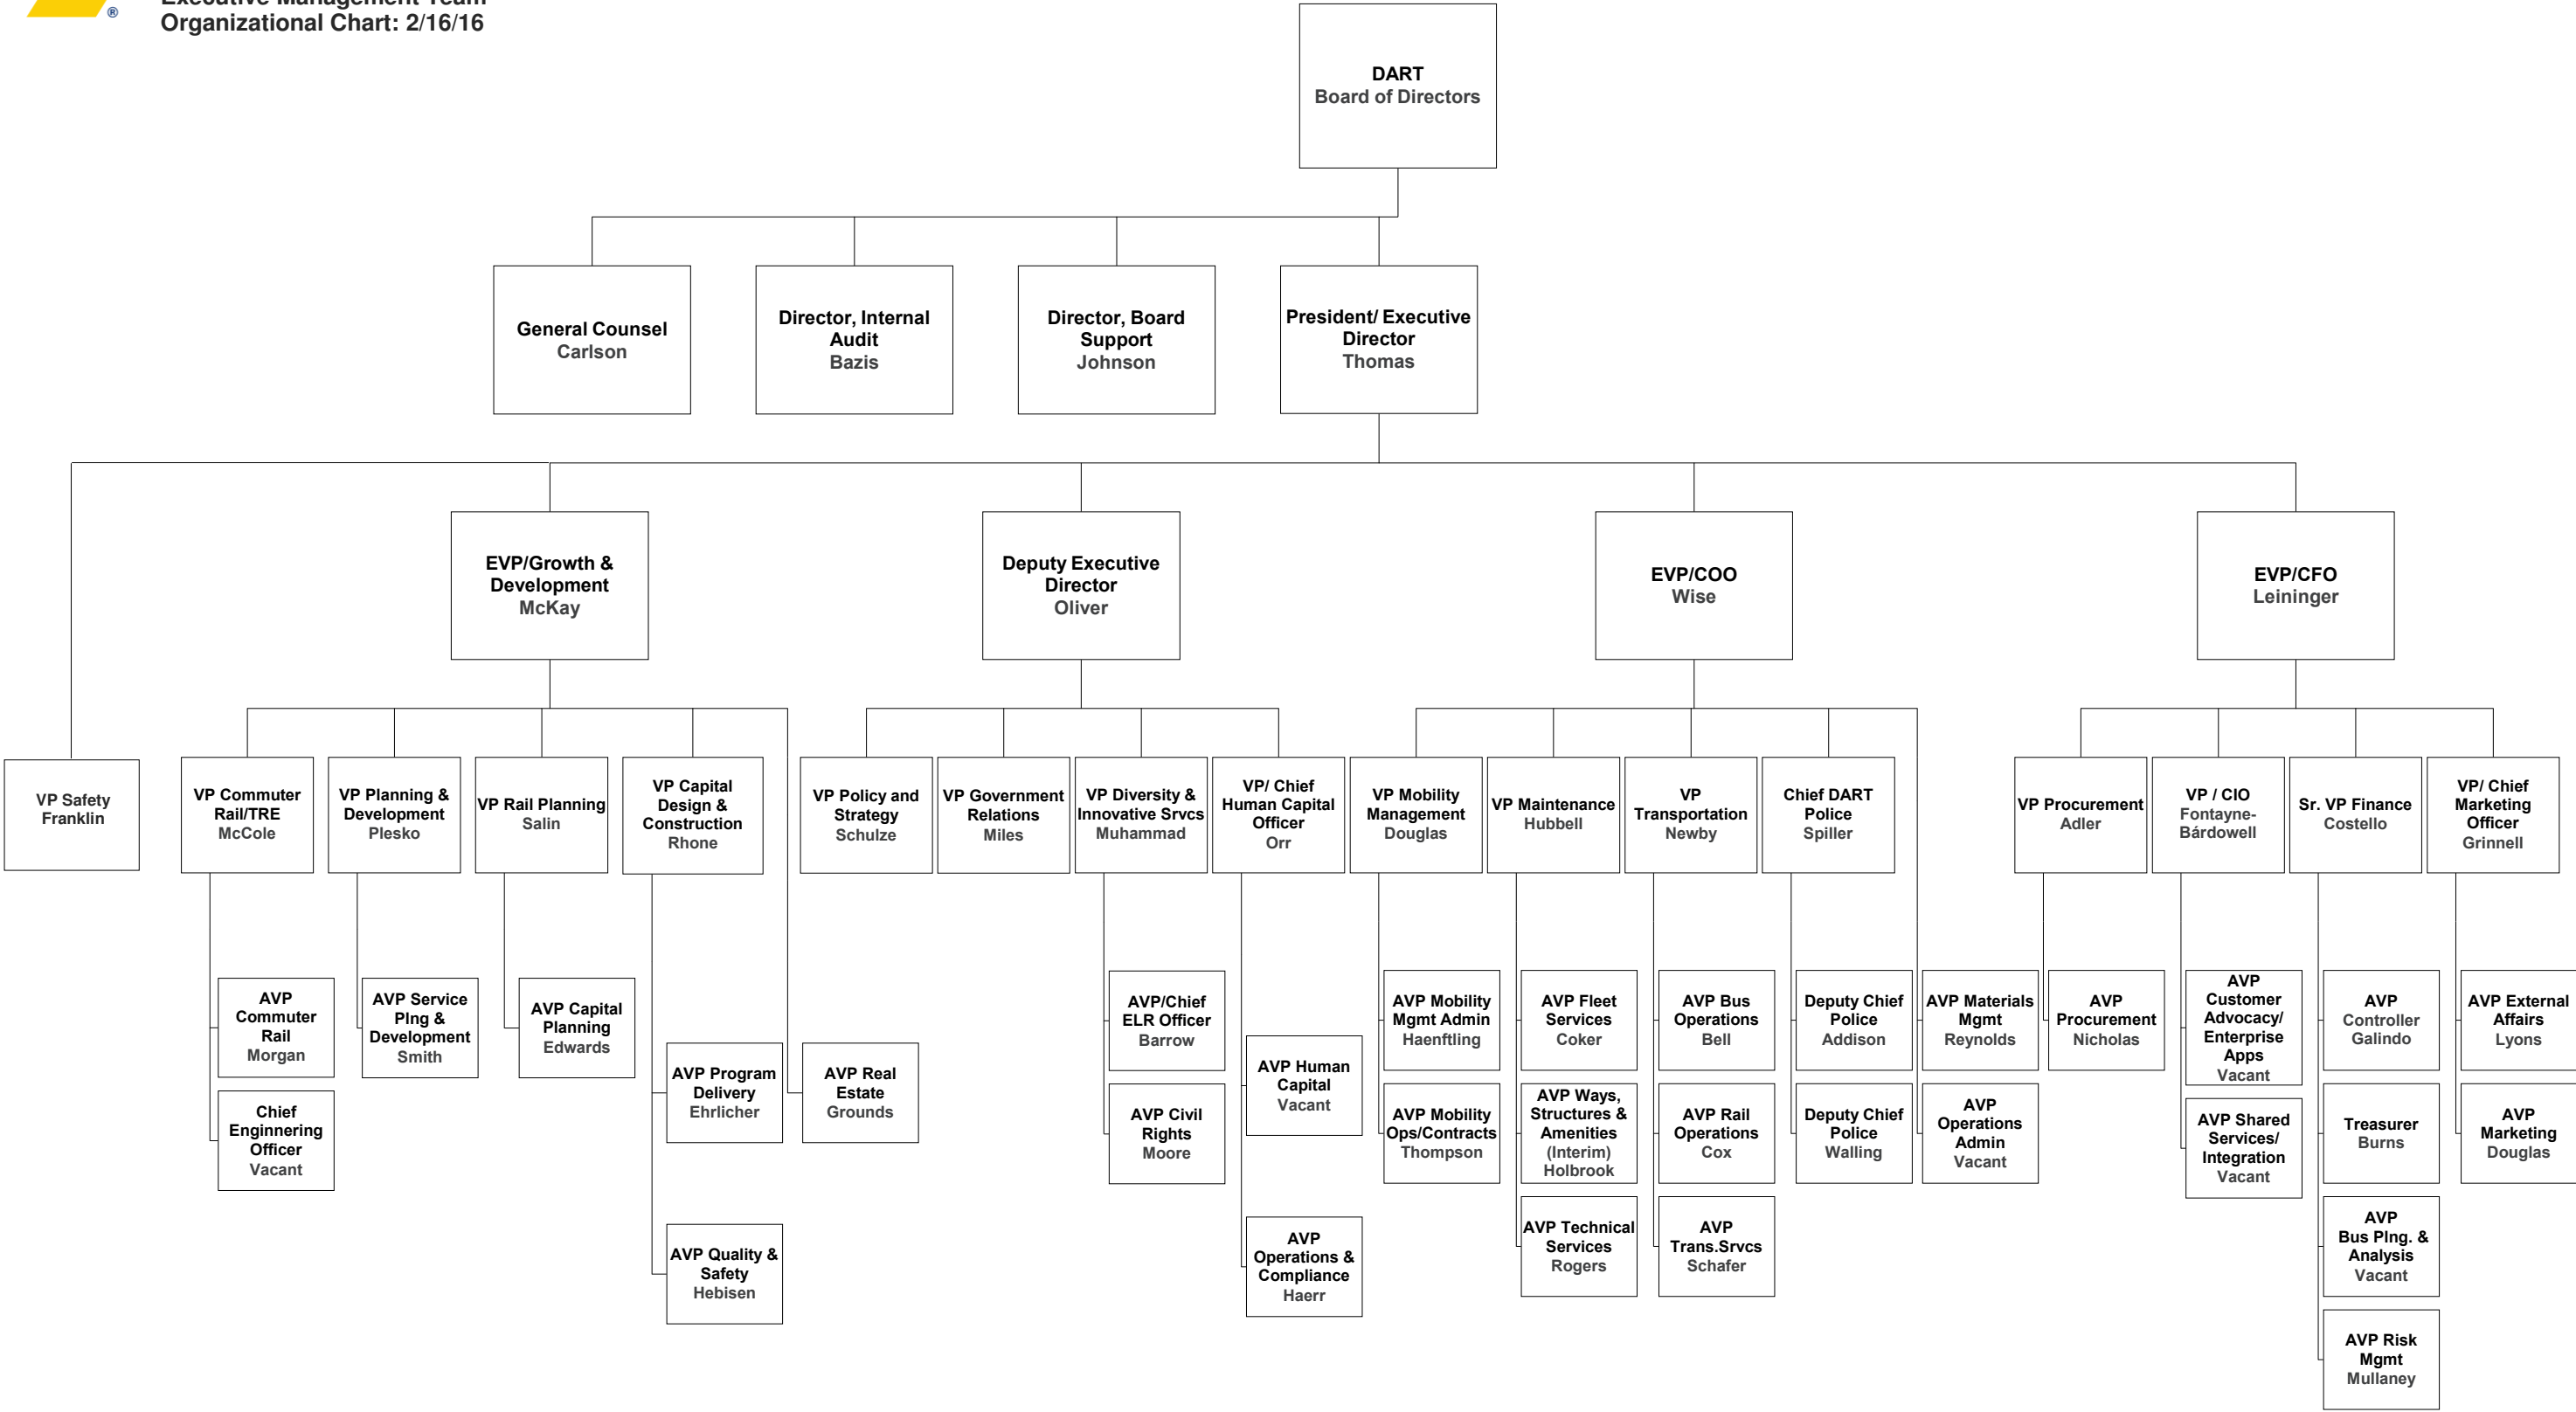 ®
Executive Management Team
Organizational Chart: 2/16/16
DART
Board of Directors
General Counsel
Carlson
Director, Internal
Audit
Bazis
Director, Board
Support
Johnson
President/ Executive
Director
Thomas
EVP/Growth &
Development
McKay
Deputy Executive
Director
Oliver
EVP/COO
Wise
EVP/CFO
Leininger
VP Safety
Franklin
VP Commuter
Rail/TRE
McCole
VP Planning &
Development
Plesko
VP Rail Planning
Salin
VP Capital
Design &
Construction
Rhone
VP Policy and
Strategy
Schulze
VP Government
Relations
Miles
VP Diversity &
Innovative Srvcs
Muhammad
VP/ Chief
Human Capital
Officer
Orr
VP Mobility
Management
Douglas
VP Maintenance
Hubbell
VP
Transportation
Newby
Chief DART
Police
Spiller
VP Procurement
Adler
VP / CIO
Fontayne-
Bárdowell
Sr. VP Finance
Costello
VP/ Chief
Marketing
Officer
Grinnell
AVP
Commuter
Rail
Morgan
Chief
Enginnering
Officer
Vacant
AVP Service
Plng &
Development
Smith
AVP Capital
Planning
Edwards
AVP Program
Delivery
Ehrlicher
AVP Quality &
Safety
Hebisen
AVP Real
Estate
Grounds
AVP/Chief
ELR Officer
Barrow
AVP Civil
Rights
Moore
AVP Human
Capital
Vacant
AVP
Operations &
Compliance
Haerr
AVP Mobility
Mgmt Admin
Haenftling
AVP Mobility
Ops/Contracts
Thompson
AVP Fleet
Services
Coker
AVP Ways,
Structures &
Amenities
(Interim)
Holbrook
AVP Technical
Services
Rogers
AVP Bus
Operations
Bell
AVP Rail
Operations
Cox
AVP
Trans.Srvcs
Schafer
Deputy Chief
Police
Addison
Deputy Chief
Police
Walling
AVP Materials
Mgmt
Reynolds
AVP
Operations
Admin
Vacant
AVP
Procurement
Nicholas
AVP
Customer
Advocacy/
Enterprise
Apps
Vacant
AVP Shared
Services/
Integration
Vacant
AVP
Controller
Galindo
Treasurer
Burns
AVP
Bus Plng. &
Analysis
Vacant
AVP Risk
Mgmt
Mullaney
AVP External
Affairs
Lyons
AVP
Marketing
Douglas